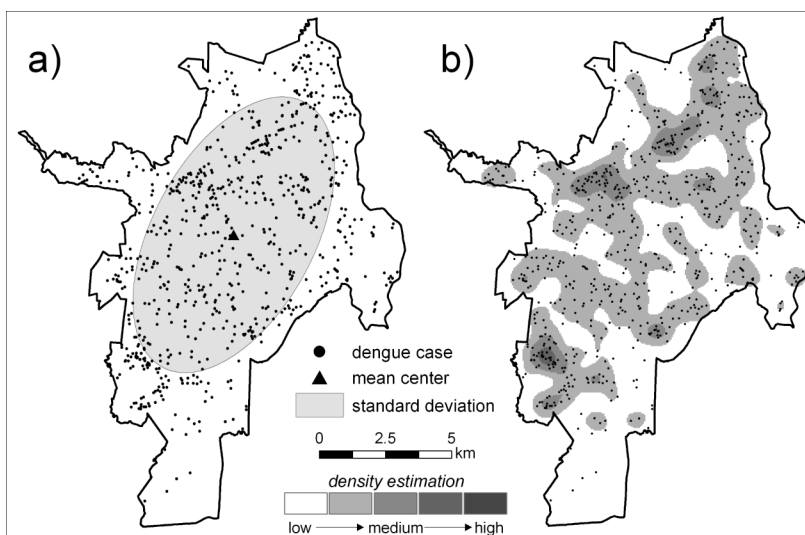 a)
b)
dengue case
mean center
standard deviation
0 2.5 5
km
density estimation
low medium high